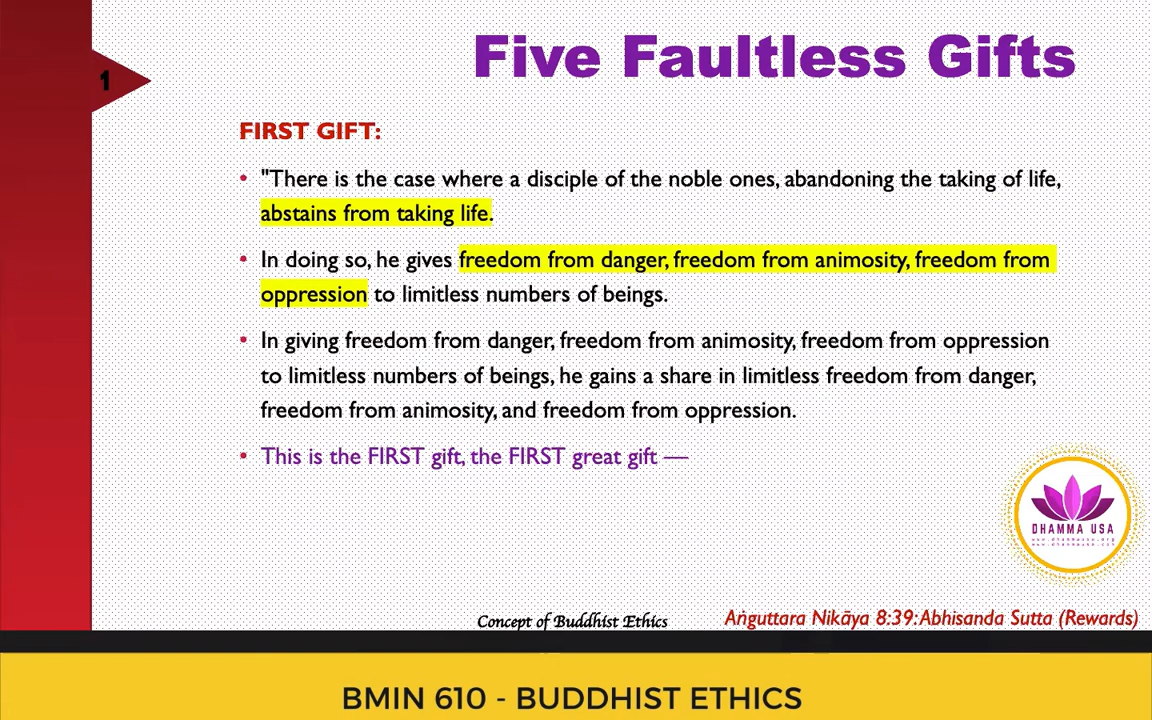 Five Faultless Gifts
1
FIRST GIFT:
• "There is the case where a disciple of the noble ones, abandoning the taking of life,
abstains from taking life.
• In doing so, he gives freedom from danger, freedom from animosity, freedom from
oppression to limitless numbers of beings.
• In giving freedom from danger, freedom from animosity, freedom from oppression
to limitless numbers of beings, he gains a share in limitless freedom from danger,
freedom from animosity, and freedom from oppression.
• This is the FIRST gift, the FIRST great gift —
DHAMMA USA
Concept of Buddhist Ethics
Aṅguttara Nikāya 8:39: Abhisanda Sutta (Rewards)
BMIN 610 - BUDDHIST ETHICS